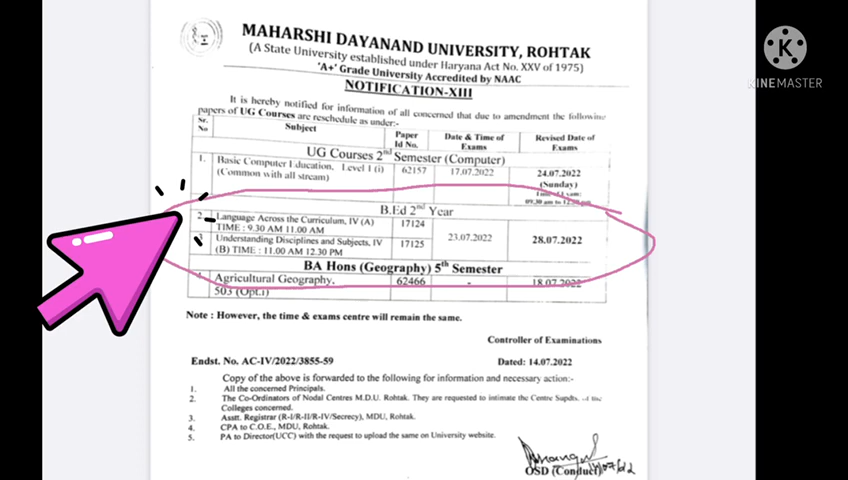 MAHARSHI DAYANAND UNIVERSITY, ROHTAK
(A State University established under Haryana Act No. XXV of 1975)
'A+' Grade University Accredited by NAAC
NOTIFICATION-XIII
It is hereby notified for information of all concerned that due to amendment the following
papers of UG Courses are reschedule as under:-
Sr. No Subject Paper Id No. Date & Time of Exams Revised Date of Exams
UG Courses 2nd Semester (Computer)
1. Basic Computer Education, Level I (i) 62157 17.07.2022 24.07.2022
(Common with all stream) (Sunday)
B.Ed 2nd Year
2. Language Across the Curriculum, IV (A) 17124
TIME : 9.30 AM 11.00 AM
23.07.2022 28.07.2022
3 Understanding Disciplines and Subjects, IV 17125
(B) TIME : 11.00 AM 12.30 PM
BA Hons (Geography) 5th Semester
Agricultural Geography, 62466 - 18.07.2022
503 (Opt.i)
Note : However, the time & exams centre will remain the same.
Controller of Examinations
Endst. No. AC-IV/2022/3855-59 Dated: 14.07.2022
Copy of the above is forwarded to the following for information and necessary action:-
1. All the concerned Principals.
2. The Co-Ordinators of Nodal Centres M.D.U. Rohtak. They are requested to intimate the Centre Supdts. of the
Colleges concerned.
3. Asstt. Registrar (R-I/R-II/R-IV/Secrecy), MDU, Rohtak.
4. CPA to C.O.E., MDU, Rohtak.
5. PA to Director(UCC) with the request to upload the same on University website.
OSD (Conduct)
K
KINEMASTER